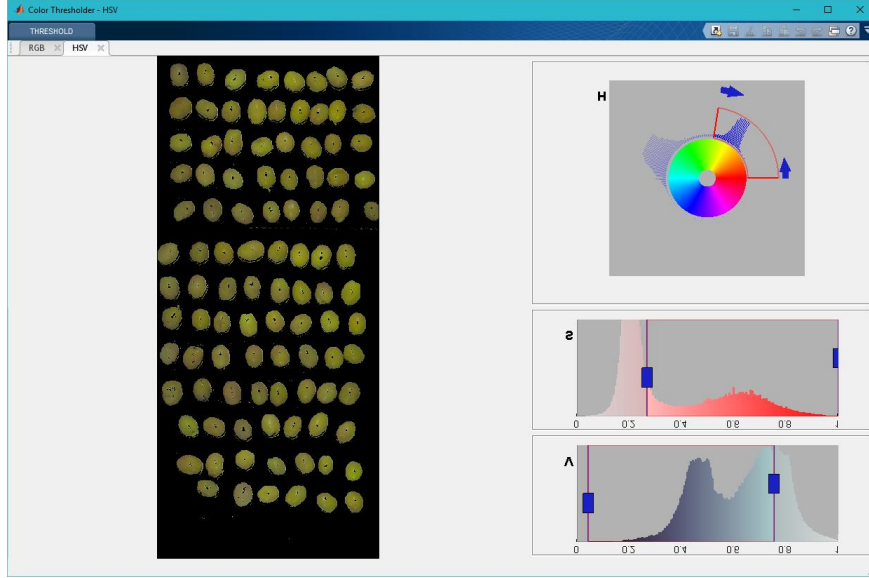 Color Thresholder - HSV
THRESHOLD
RGB
HSV
H
S
0 0.2 0.4 0.6 0.8 1
V
0 0.2 0.4 0.6 0.8 1